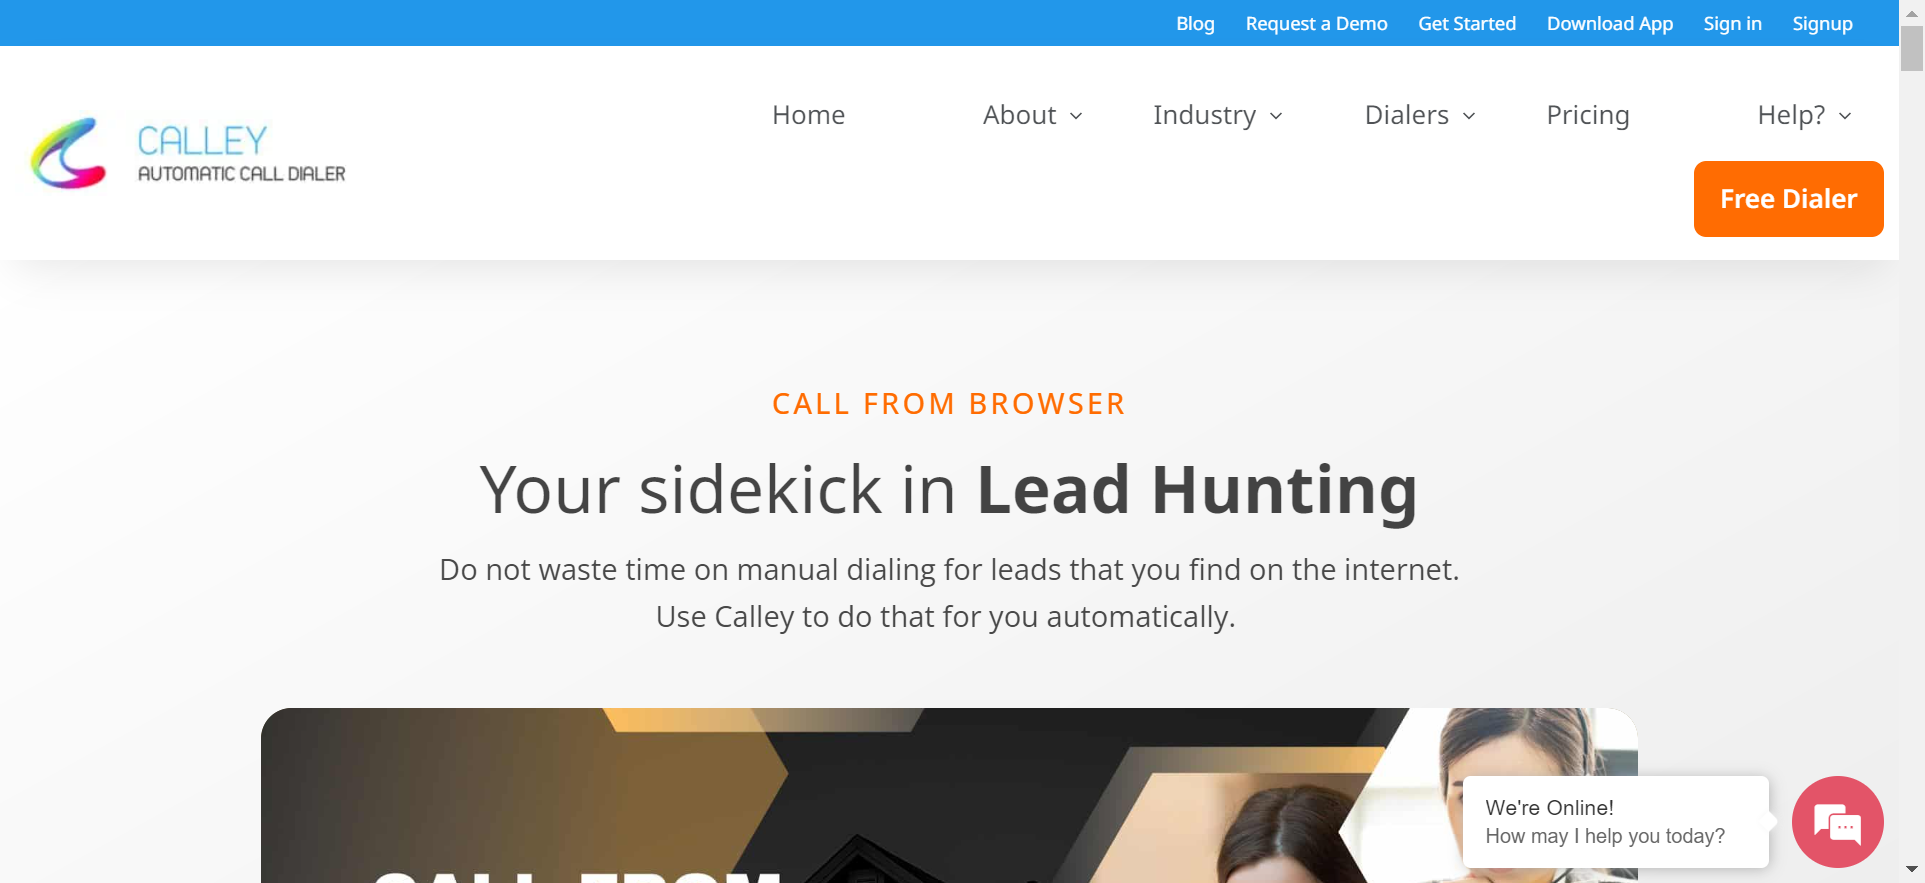 Blog Request a Demo Get Started Download App Sign in Signup
Home About Industry Dialers Pricing Help?
CALLEY
AUTOMATIC CALL DIALER
Free Dialer
CALL FROM BROWSER
Your sidekick in Lead Hunting
Do not waste time on manual dialing for leads that you find on the internet.
Use Calley to do that for you automatically.
CALL FROM
We're Online!
How may I help you today?